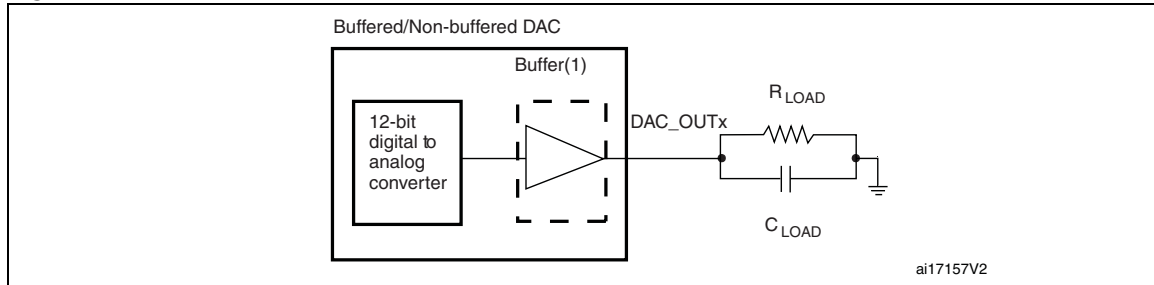 Buffered/Non-buffered DAC
Buffer(1)
12-bit
digital to
analog
converter
DAC_OUTx
R LOAD
C LOAD
ai17157V2